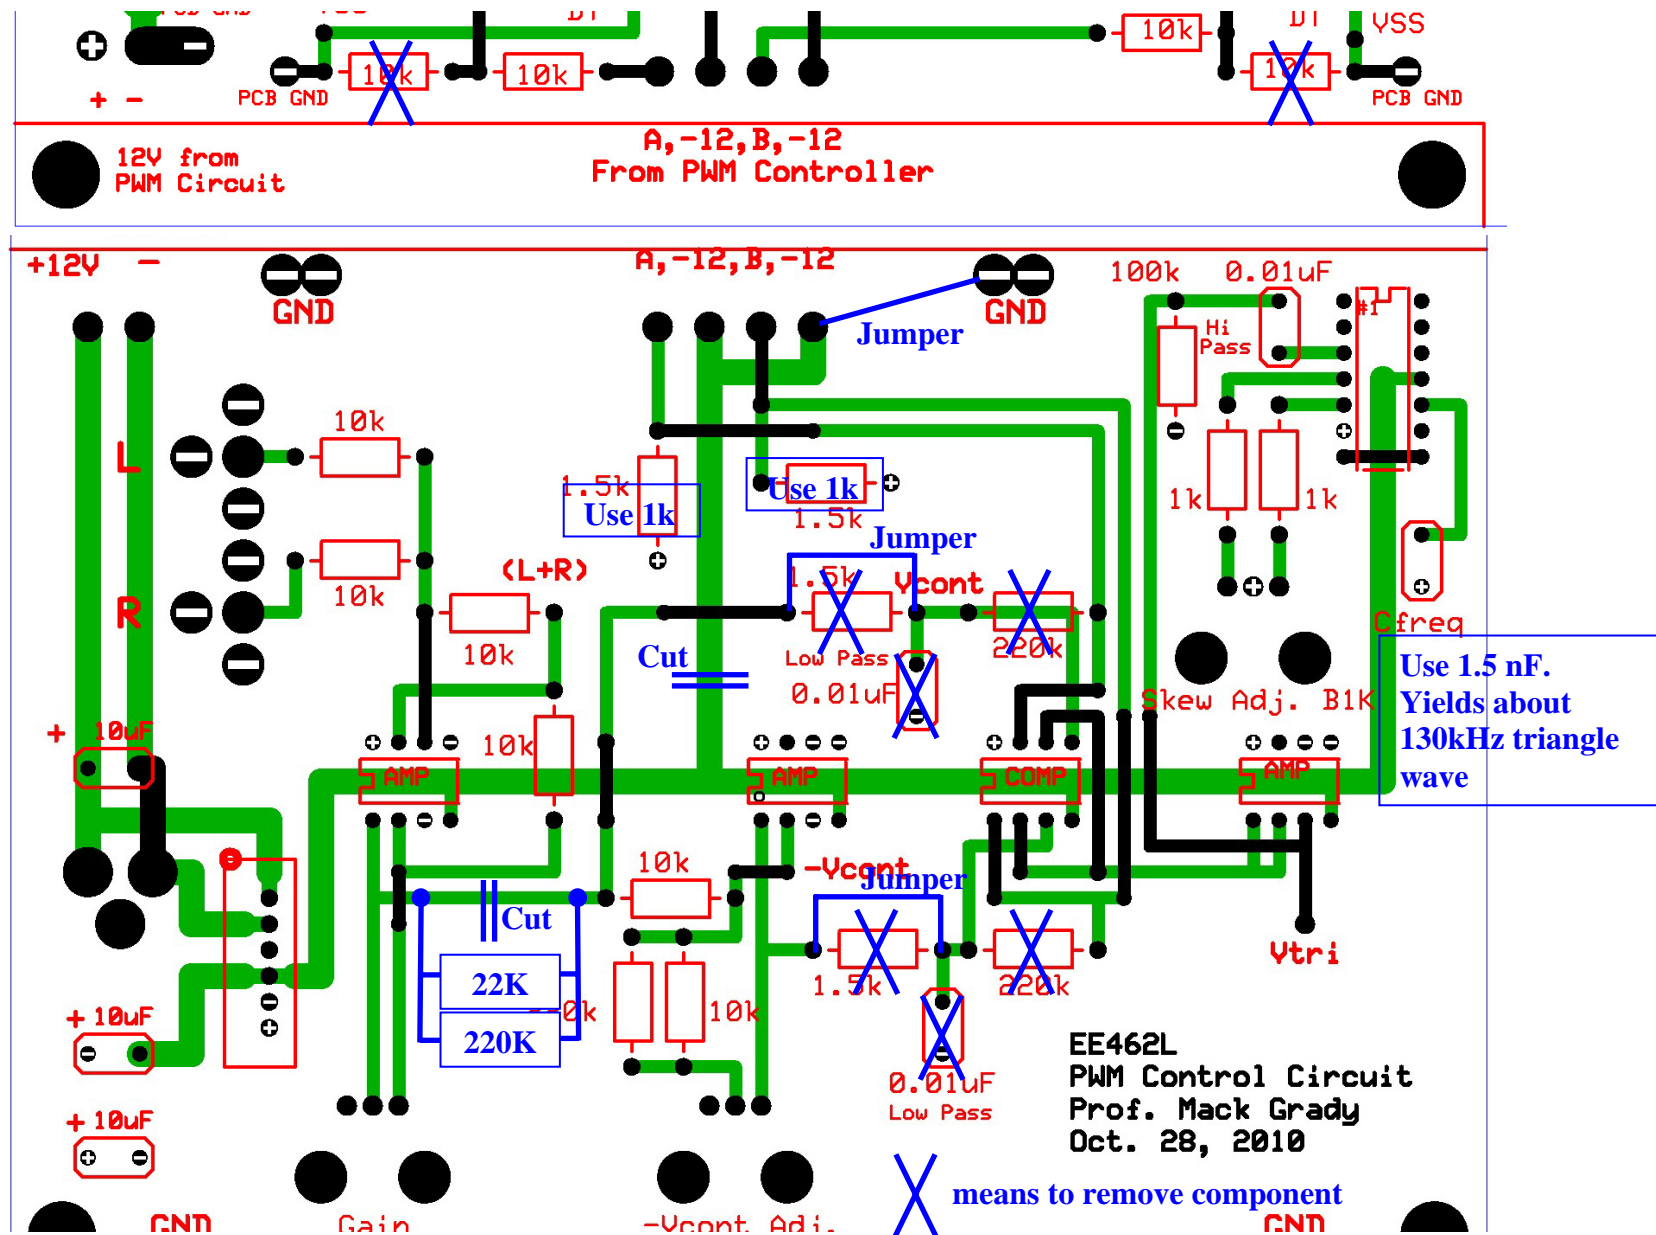 DT
10k
DT
VSS
10k
10k
10k
PCB GND
+ -
PCB GND
12V from
PWM Circuit
A,-12,B,-12
From PWM Controller
+12V -
A,-12,B,-12
GND
GND
100k
0.01uF
#1
Jumper
Hi
Pass
10k
L
1.5k
Use 1k
Use 1k
1.5k
1k
1k
Jumper
(L+R)
10k
1.5k
Vcont
R
10k
220k
Cfreq
Cut
Low Pass
0.01uF
Use 1.5 nF.
Yields about
130kHz triangle
wave
Skew Adj. B1K
+ 10uF
10k
AMP
AMP
COMP
AMP
10k
-Vcont
Jumper
Cut
Vtri
22K
1.5k
220k
+ 10uF
10k
220K
EE462L
PWM Control Circuit
Prof. Mack Grady
Oct. 28, 2010
0.01uF
Low Pass
+ 10uF
means to remove component
GND
Gain
-Vcont Adj.
GND